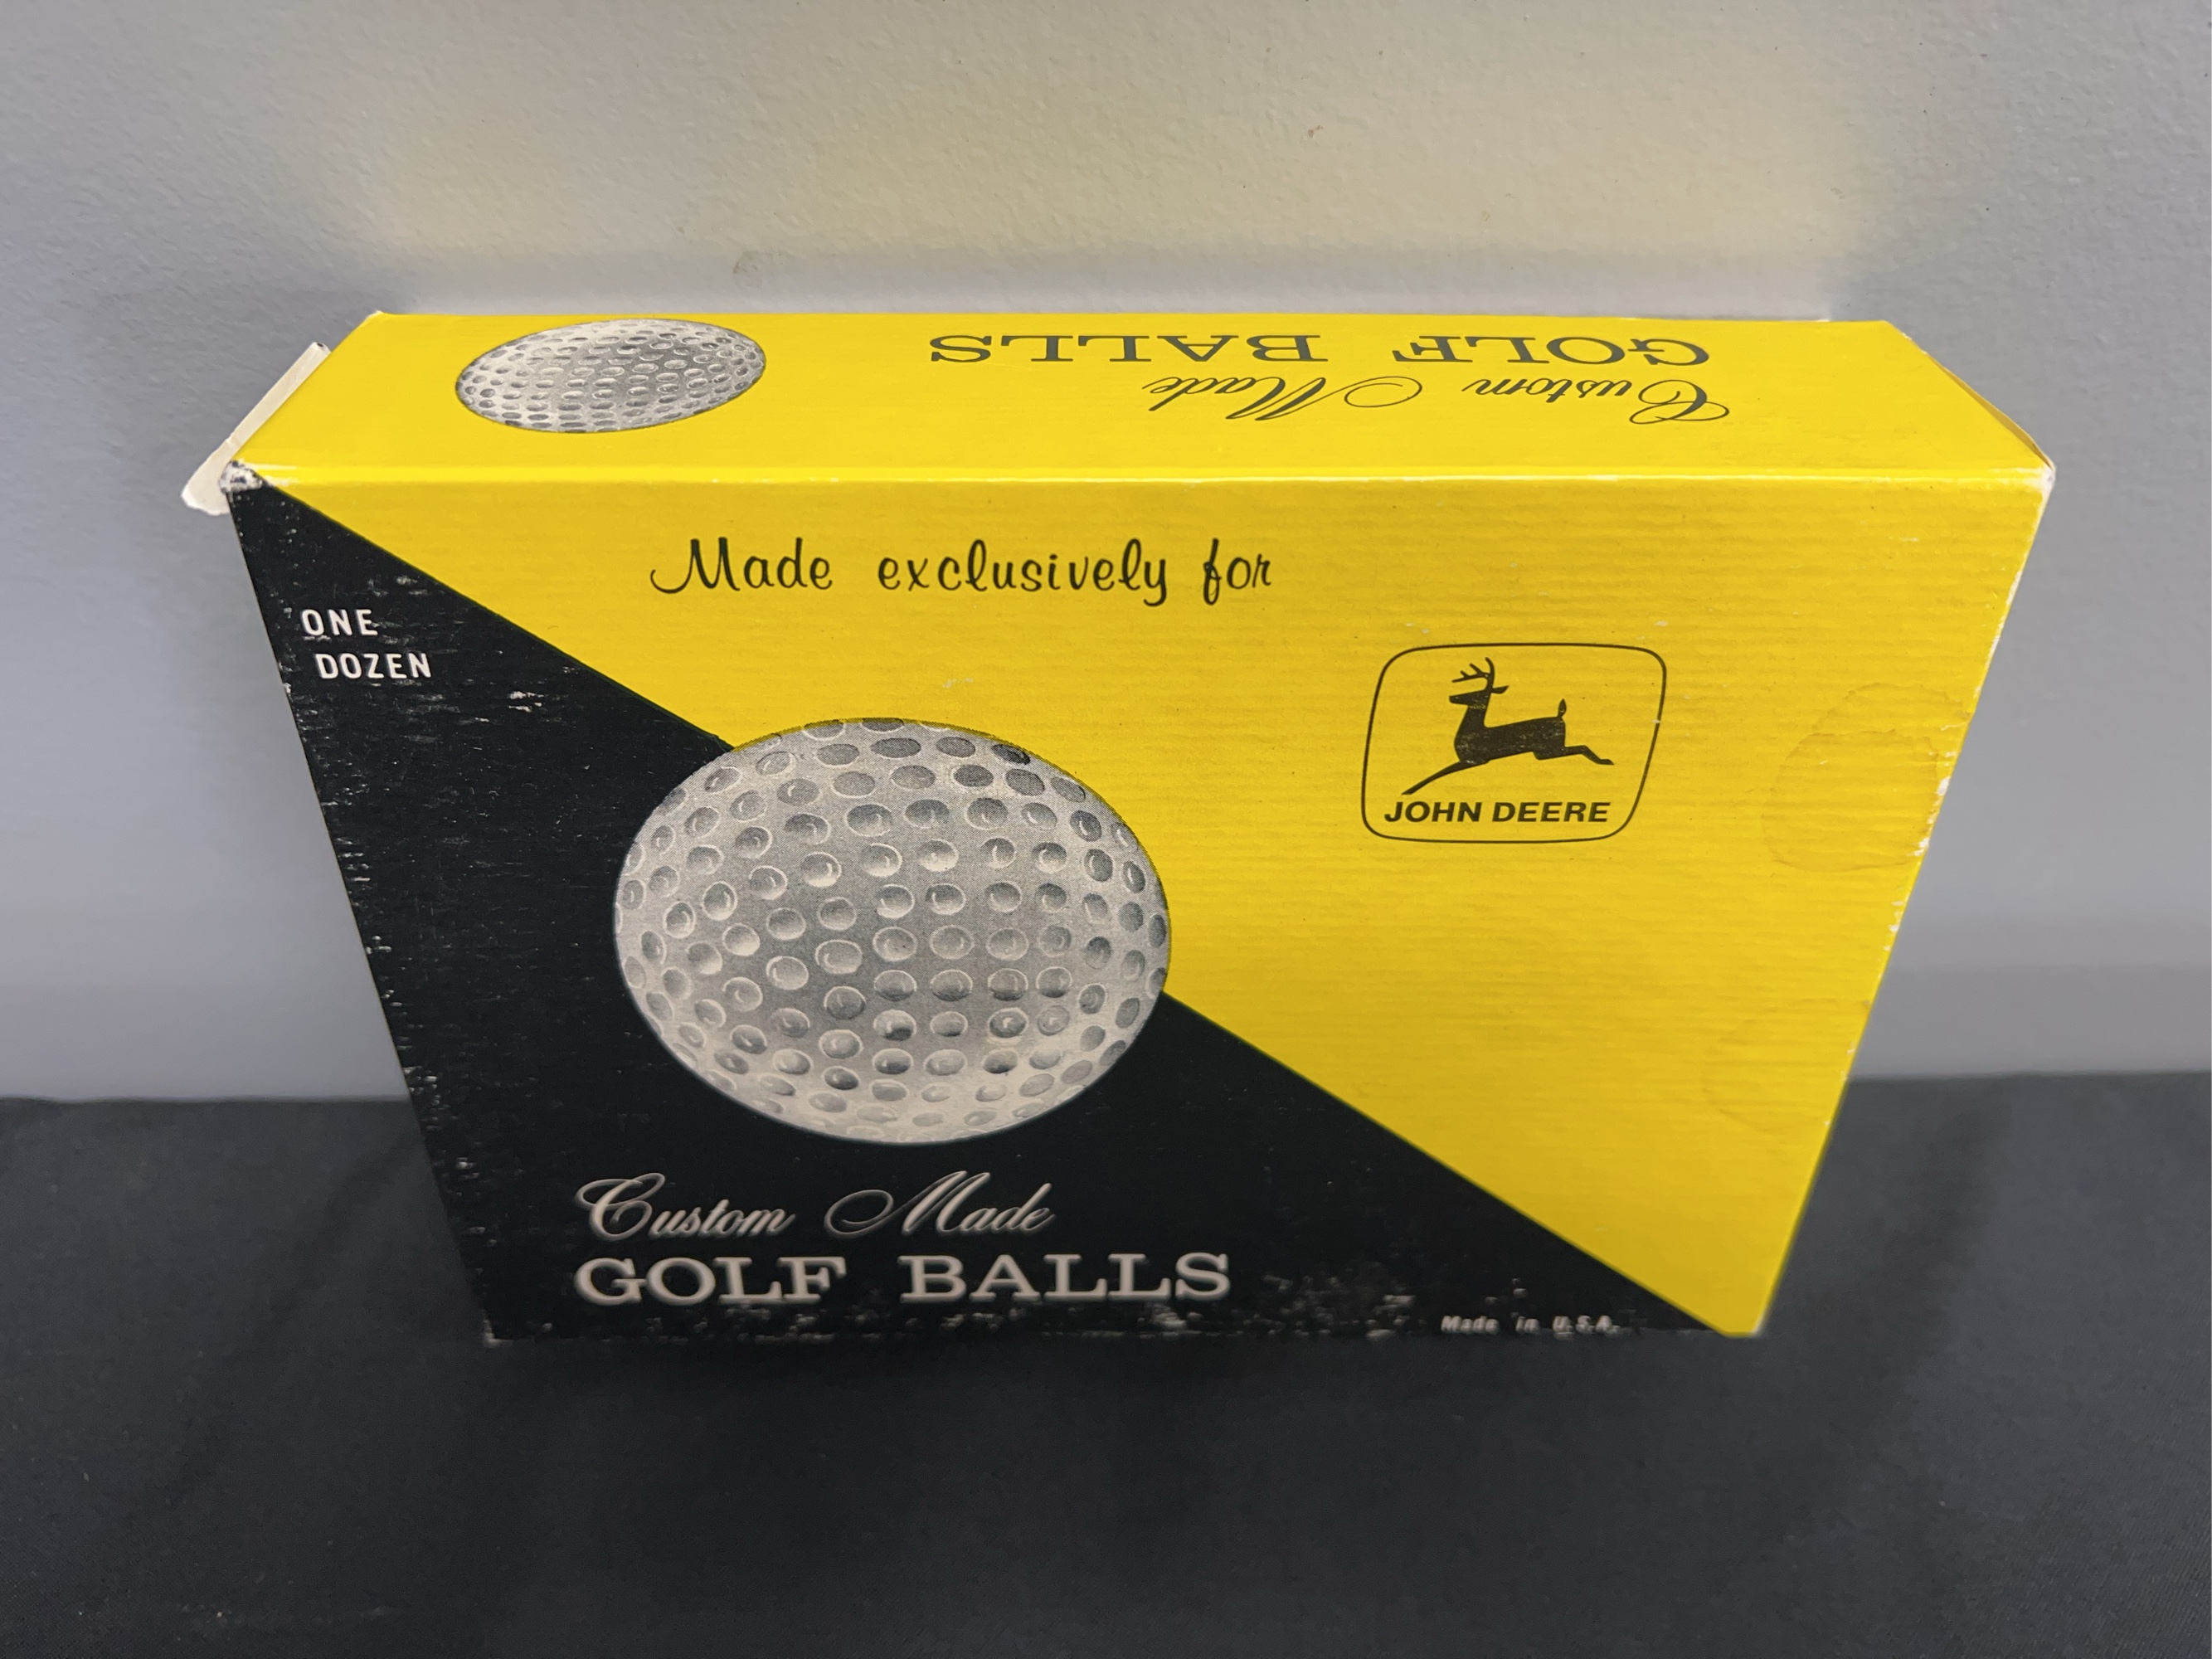 Custom Made
GOLF BALLS
Made exclusively for
ONE
DOZEN
JOHN DEERE
Custom Made
GOLF BALLS
Made in U.S.A.